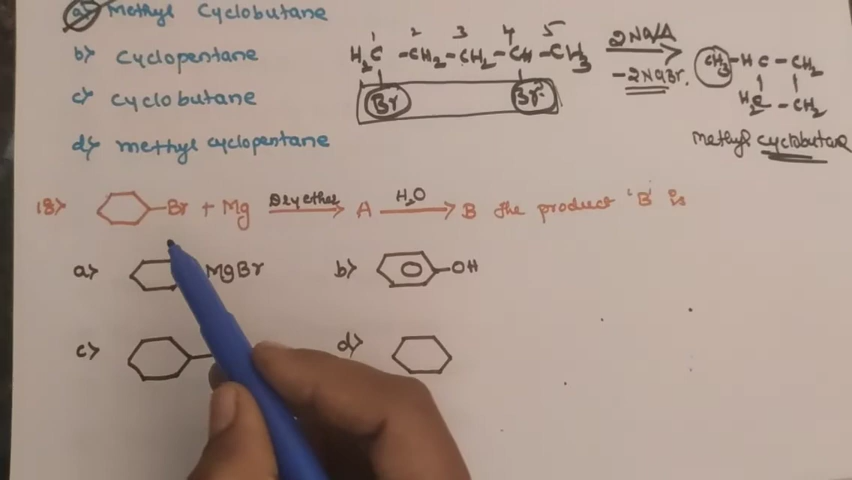 a) Methyl Cyclobutane
b) Cyclopentane
c) cyclobutane
d) methyl cyclopentane
1 2 3 4 5
H2C - CH2 - CH2 - CH - CH3
Br Br
2Na/A
- 2NaBr.
CH3 - HC - CH2
H2C - CH2
methyl cyclobutane
18) Br + Mg Dry ether A H2O B the product 'B' is
a) MgBr b) OH
c) d)